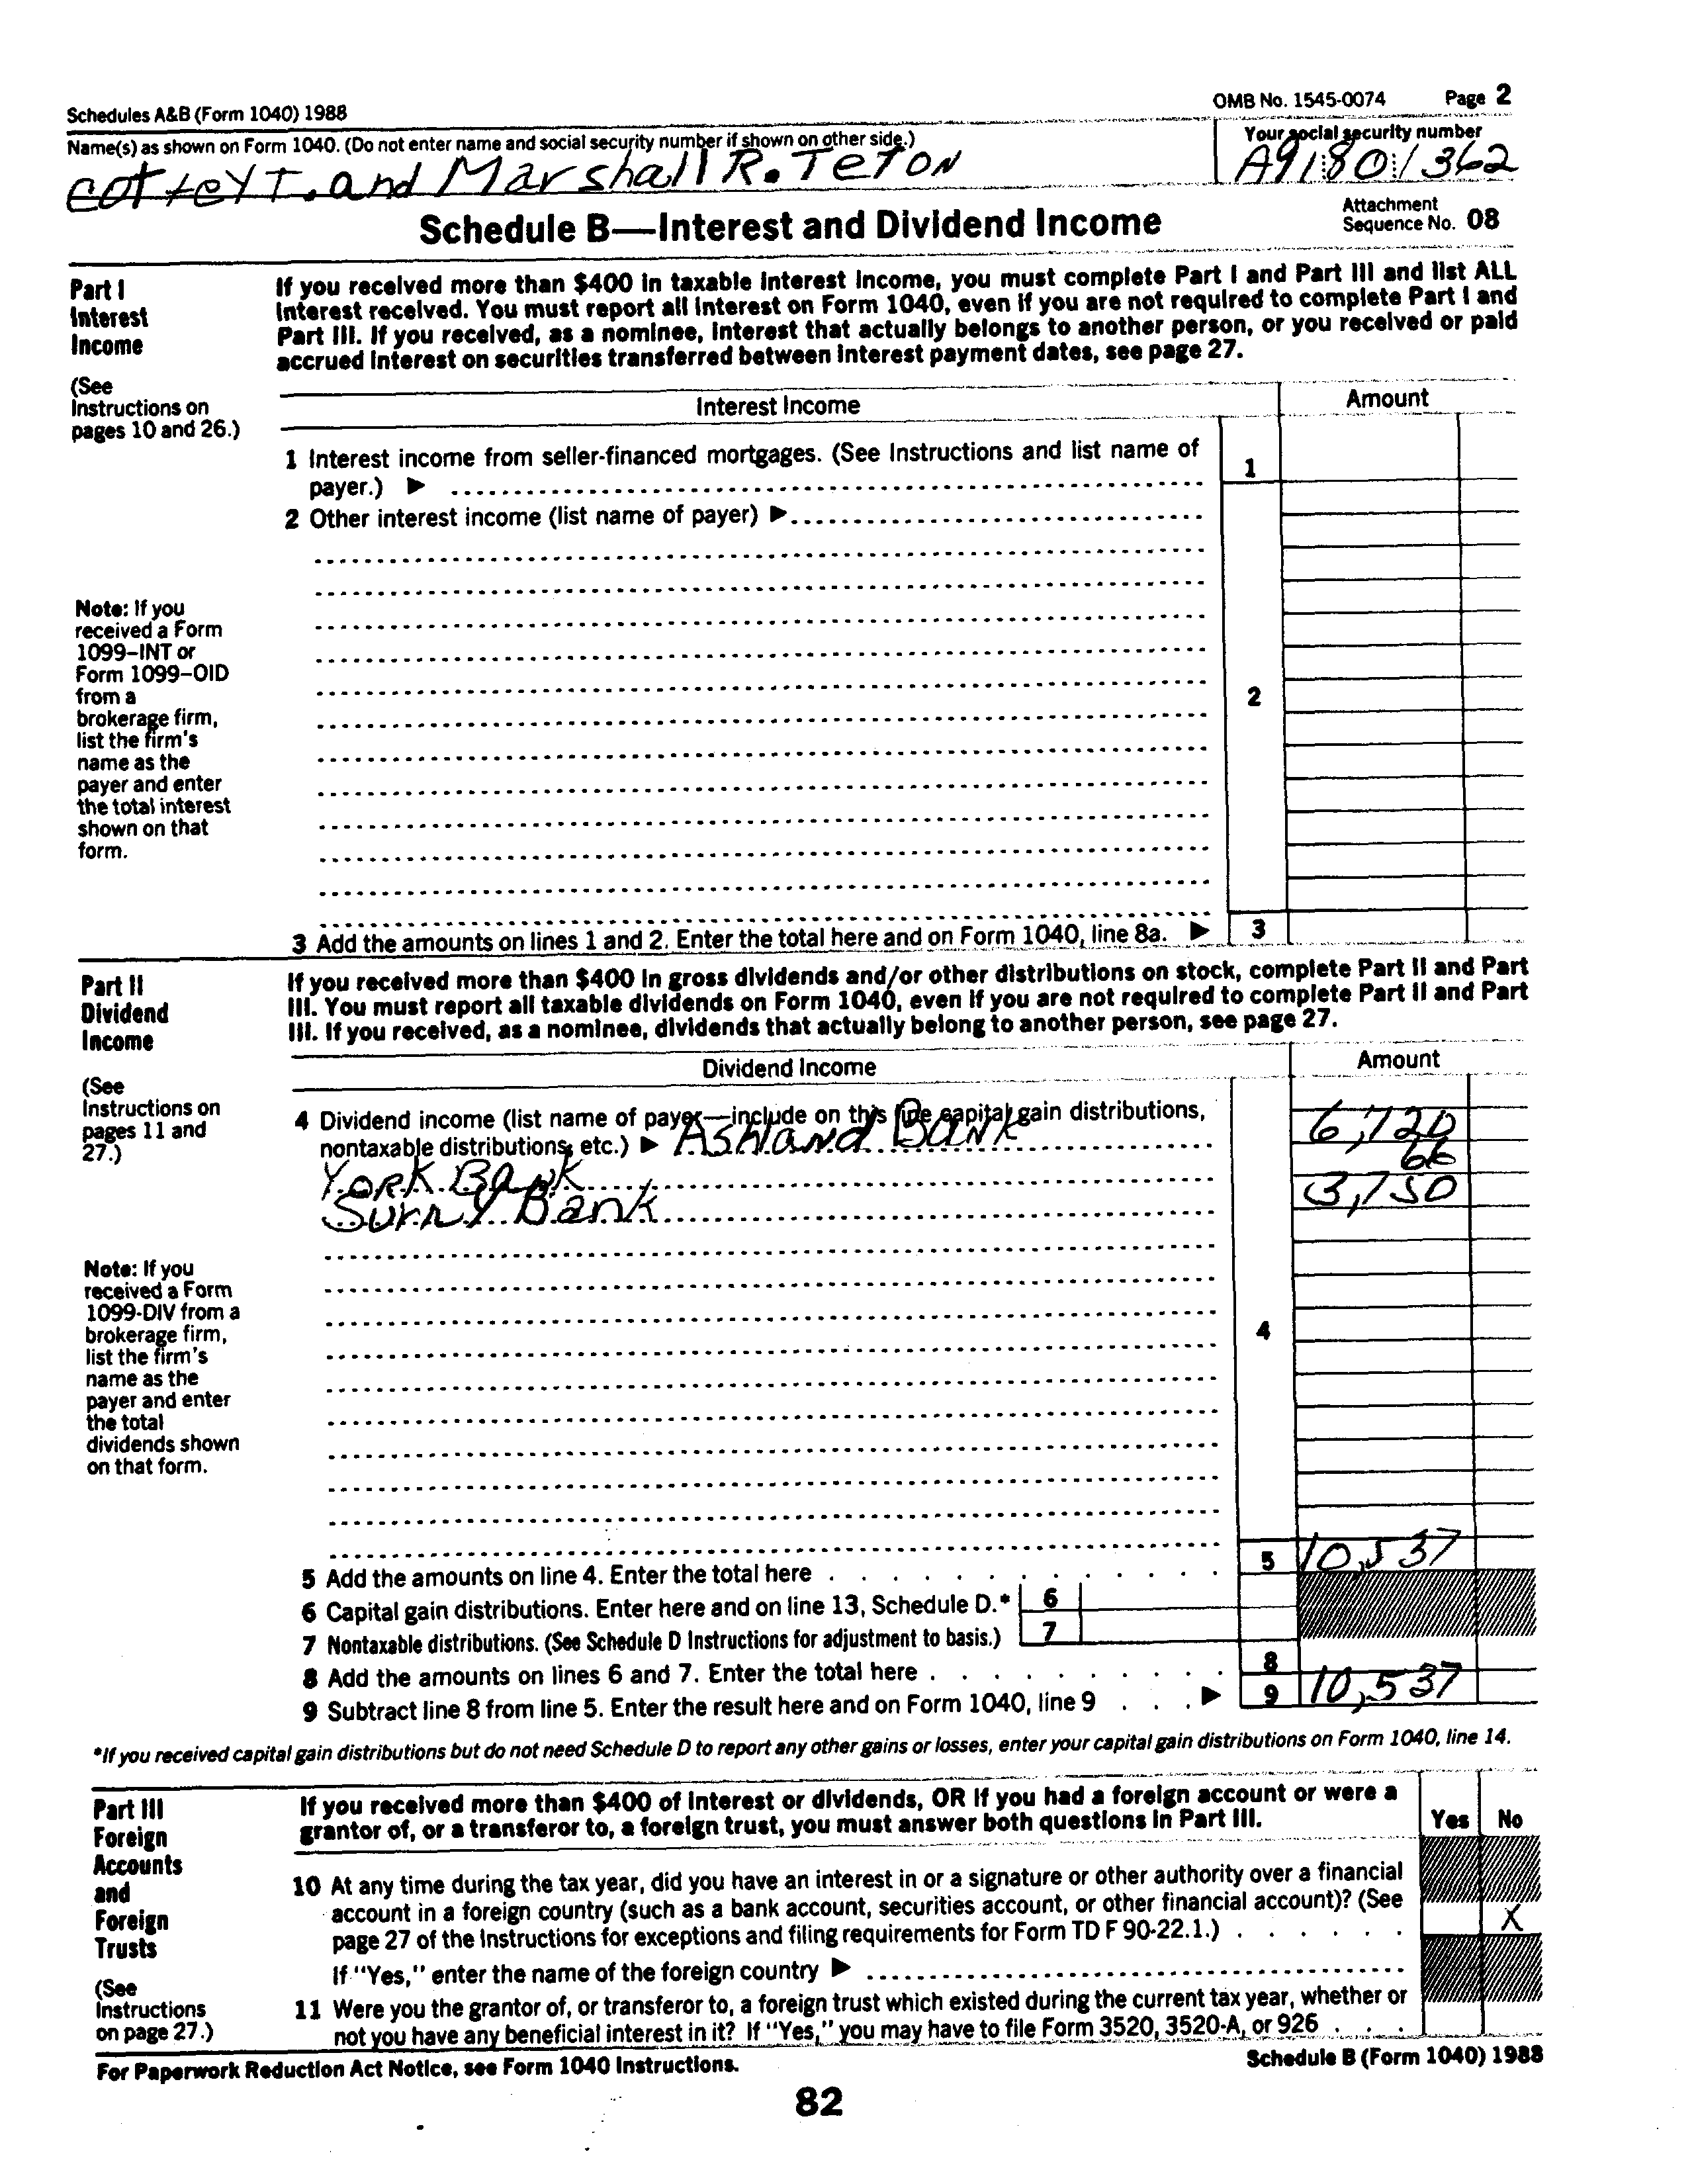 Schedules A&B (Form 1040) 1988 OMB No. 1545-0074 Page 2
Name(s) as shown on Form 1040. (Do not enter name and social security number if shown on other side.) Your social security number
cotteY T. and Marshall R. Teton A91801362
Schedule B—Interest and Dividend Income Attachment Sequence No. 08
Part I
Interest
Income
(See
Instructions on
pages 10 and 26.)
If you received more than $400 in taxable interest income, you must complete Part I and Part III and list ALL
interest received. You must report all interest on Form 1040, even if you are not required to complete Part I and
Part III. If you received, as a nominee, interest that actually belongs to another person, or you received or paid
accrued interest on securities transferred between interest payment dates, see page 27.
Interest Income Amount
1 Interest income from seller-financed mortgages. (See Instructions and list name of
payer.) ▶ 1
2 Other interest income (list name of payer) ▶
Note: If you
received a Form
1099–INT or
Form 1099–OID
from a
brokerage firm,
list the firm's
name as the
payer and enter
the total interest
shown on that
form.
2
3 Add the amounts on lines 1 and 2. Enter the total here and on Form 1040, line 8a. ▶ 3
Part II
Dividend
Income
(See
Instructions on
pages 11 and
27.)
If you received more than $400 in gross dividends and/or other distributions on stock, complete Part II and Part
III. You must report all taxable dividends on Form 1040, even if you are not required to complete Part II and Part
III. If you received, as a nominee, dividends that actually belong to another person, see page 27.
Dividend Income Amount
4 Dividend income (list name of payer—include on this line capital gain distributions,
nontaxable distributions, etc.) ▶ Ashland Bank 6,720
York Bank 66
Surry Bank 3,750
Note: If you
received a Form
1099-DIV from a
brokerage firm,
list the firm's
name as the
payer and enter
the total
dividends shown
on that form.
4
5 Add the amounts on line 4. Enter the total here 5 10,537
6 Capital gain distributions. Enter here and on line 13, Schedule D.* 6
7 Nontaxable distributions. (See Schedule D Instructions for adjustment to basis.) 7
8 Add the amounts on lines 6 and 7. Enter the total here 8
9 Subtract line 8 from line 5. Enter the result here and on Form 1040, line 9 ▶ 9 10,537
*If you received capital gain distributions but do not need Schedule D to report any other gains or losses, enter your capital gain distributions on Form 1040, line 14.
Part III
Foreign
Accounts
and
Foreign
Trusts
(See
Instructions
on page 27.)
If you received more than $400 of interest or dividends, OR if you had a foreign account or were a
grantor of, or a transferor to, a foreign trust, you must answer both questions in Part III. Yes No
10 At any time during the tax year, did you have an interest in or a signature or other authority over a financial
account in a foreign country (such as a bank account, securities account, or other financial account)? (See
page 27 of the Instructions for exceptions and filing requirements for Form TD F 90-22.1.) X
If "Yes," enter the name of the foreign country ▶
11 Were you the grantor of, or transferor to, a foreign trust which existed during the current tax year, whether or
not you have any beneficial interest in it? If "Yes," you may have to file Form 3520, 3520-A, or 926
For Paperwork Reduction Act Notice, see Form 1040 Instructions. Schedule B (Form 1040) 1988
82